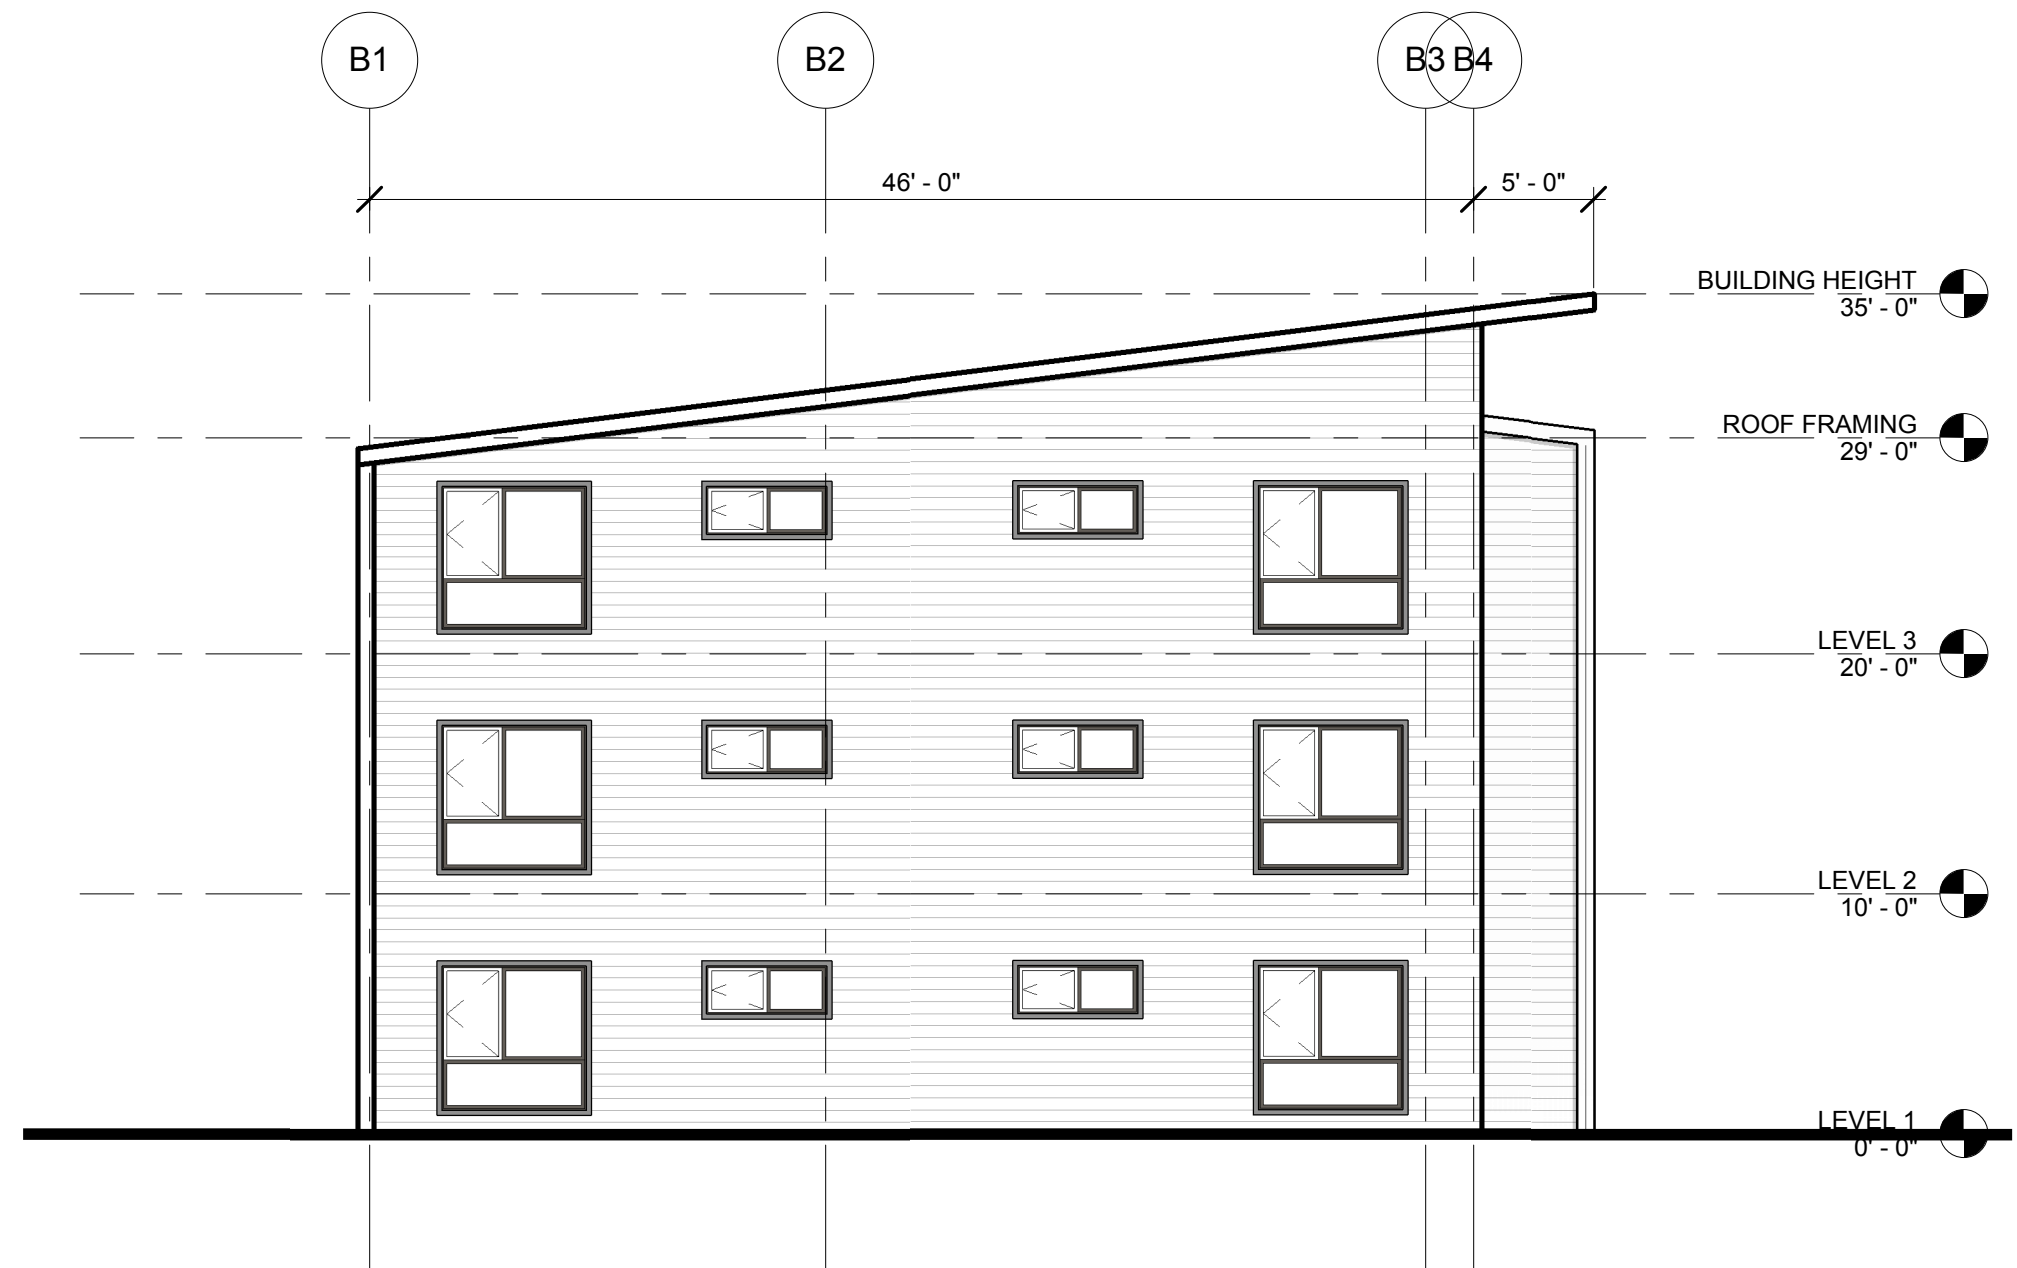 B1
B2
B3
B4
46' - 0"
5' - 0"
BUILDING HEIGHT
35' - 0"
ROOF FRAMING
29' - 0"
LEVEL 3
20' - 0"
LEVEL 2
10' - 0"
LEVEL 1
0' - 0"